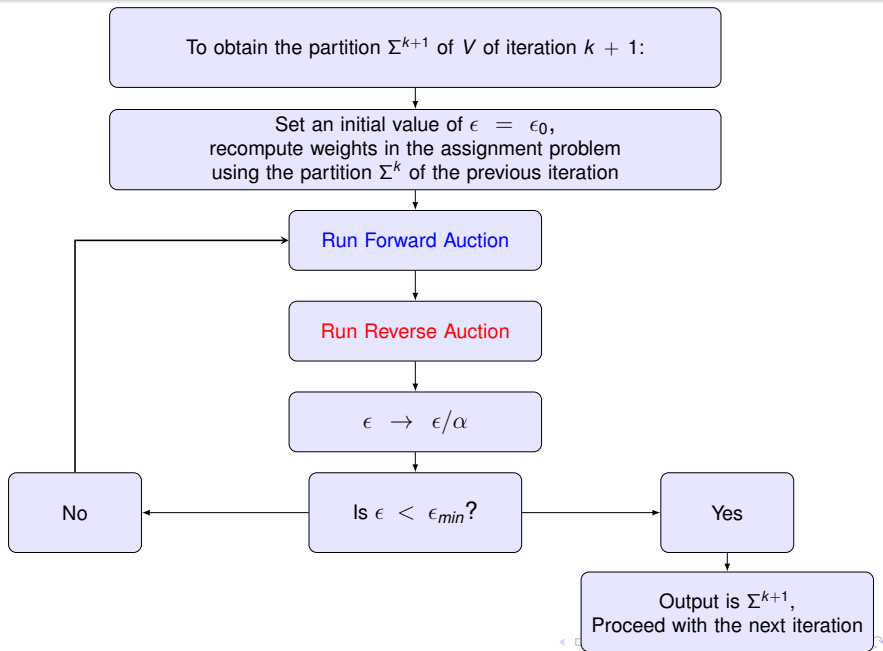 To obtain the partition Σ^{k+1} of V of iteration k + 1:
Set an initial value of ϵ = ϵ₀,
recompute weights in the assignment problem
using the partition Σ^k of the previous iteration
Run Forward Auction
Run Reverse Auction
ϵ → ϵ/α
No
Is ϵ < ϵ_{min}?
Yes
Output is Σ^{k+1},
Proceed with the next iteration